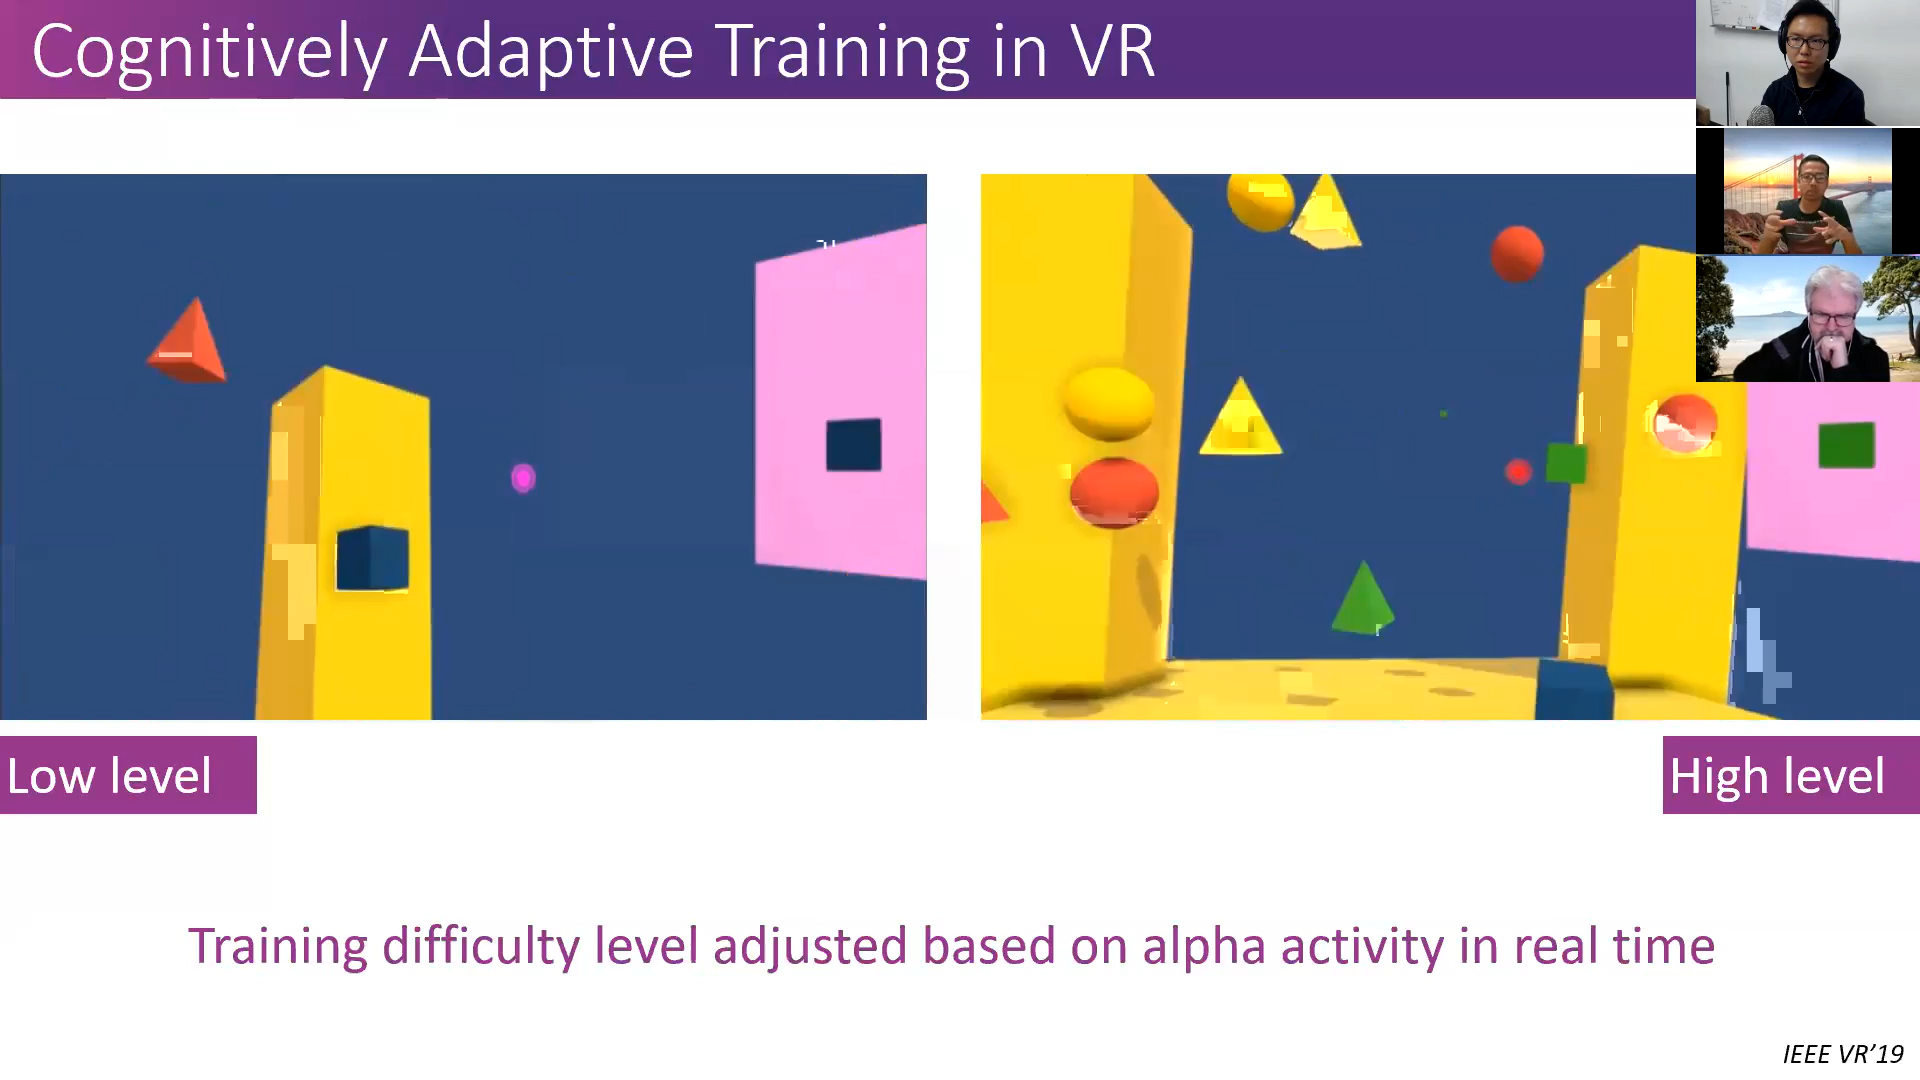 Cognitively Adaptive Training in VR
Low level
High level
Training difficulty level adjusted based on alpha activity in real time
IEEE VR’19